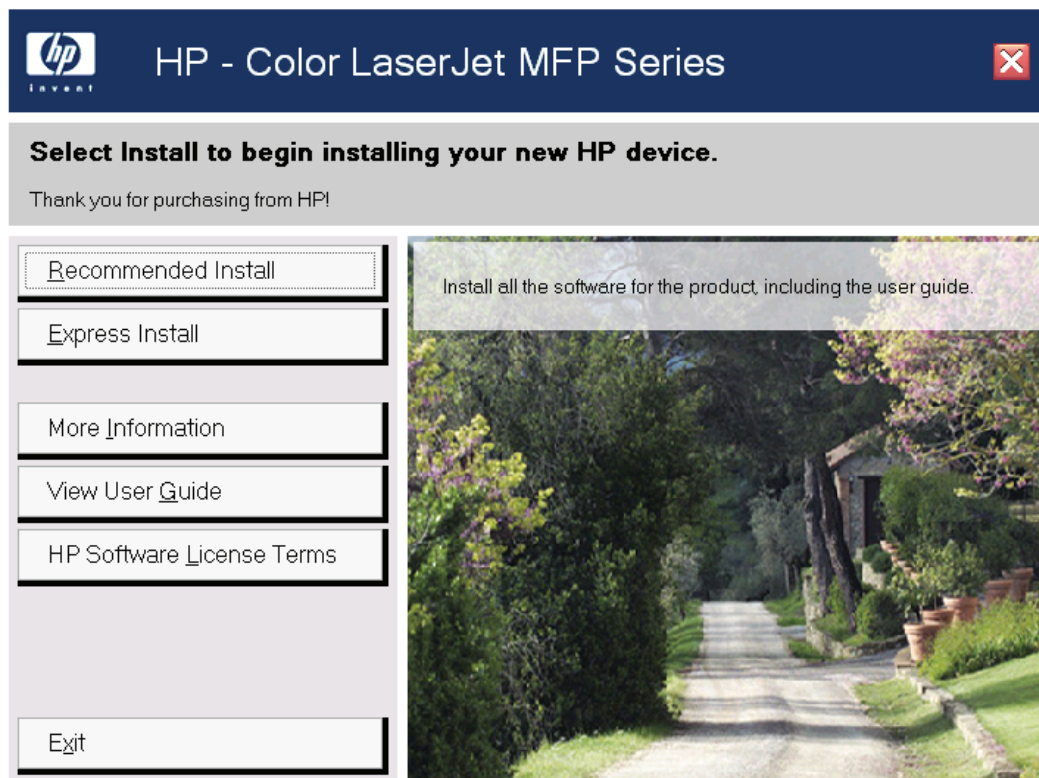 hp
invent
HP - Color LaserJet MFP Series
Select Install to begin installing your new HP device.
Thank you for purchasing from HP!
Recommended Install
Install all the software for the product, including the user guide.
Express Install
More Information
View User Guide
HP Software License Terms
Exit